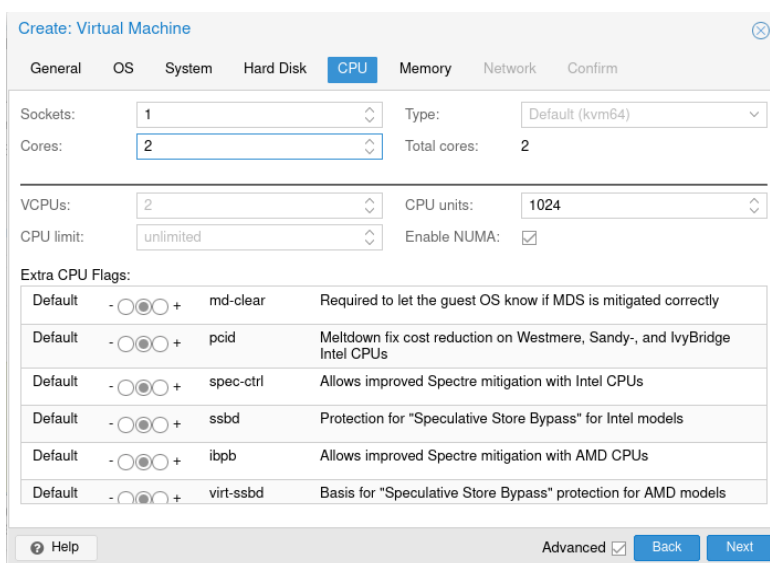 Create: Virtual Machine
General OS System Hard Disk CPU Memory Network Confirm
Sockets: 1 Type: Default (kvm64)
Cores: 2 Total cores: 2
VCPUs: 2 CPU units: 1024
CPU limit: unlimited Enable NUMA:
Extra CPU Flags:
Default - + md-clear Required to let the guest OS know if MDS is mitigated correctly
Default - + pcid Meltdown fix cost reduction on Westmere, Sandy-, and IvyBridge
Intel CPUs
Default - + spec-ctrl Allows improved Spectre mitigation with Intel CPUs
Default - + ssbd Protection for "Speculative Store Bypass" for Intel models
Default - + ibpb Allows improved Spectre mitigation with AMD CPUs
Default - + virt-ssbd Basis for "Speculative Store Bypass" protection for AMD models
Help Advanced Back Next